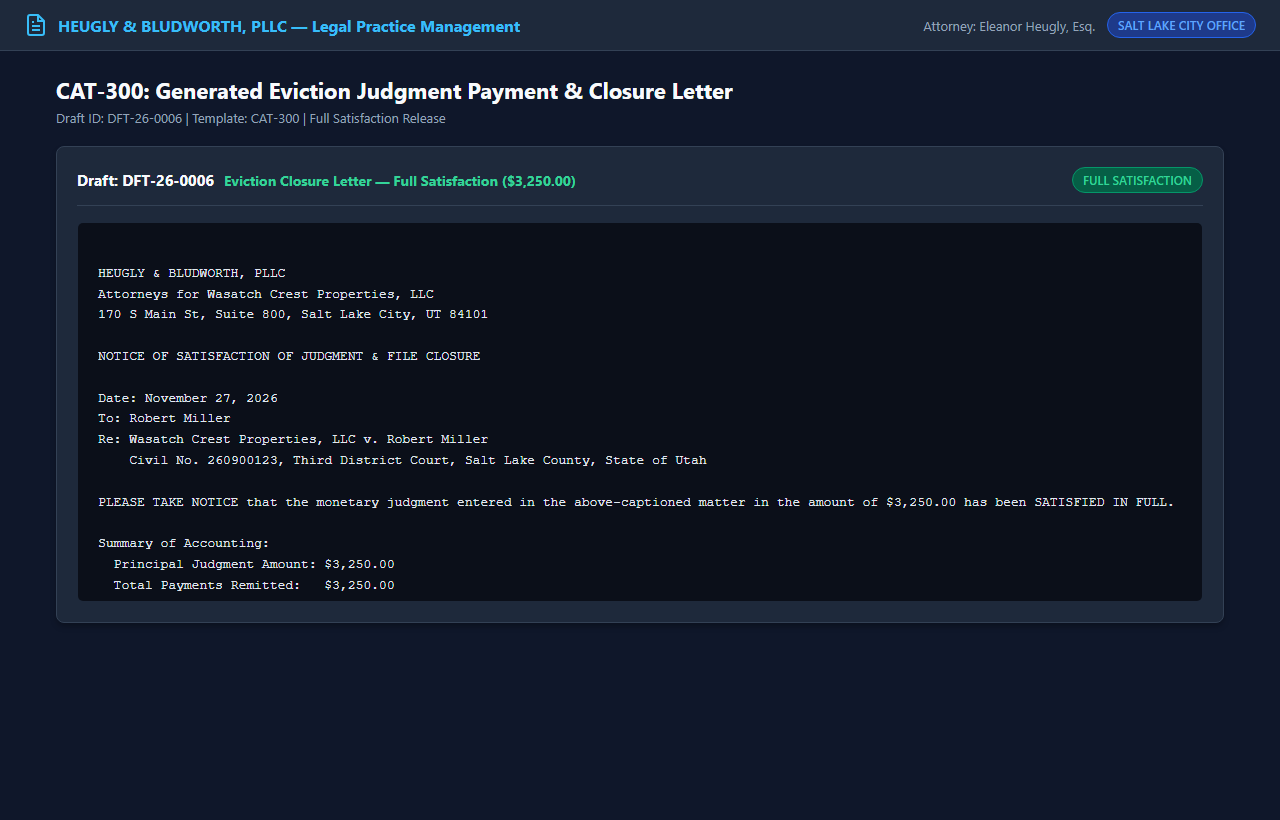 HEUGLY & BLUDWORTH, PLLC — Legal Practice Management
Attorney: Eleanor Heugly, Esq.
SALT LAKE CITY OFFICE
CAT-300: Generated Eviction Judgment Payment & Closure Letter
Draft ID: DFT-26-0006 | Template: CAT-300 | Full Satisfaction Release
Draft: DFT-26-0006
Eviction Closure Letter — Full Satisfaction ($3,250.00)
FULL SATISFACTION
HEUGLY & BLUDWORTH, PLLC
Attorneys for Wasatch Crest Properties, LLC
170 S Main St, Suite 800, Salt Lake City, UT 84101
NOTICE OF SATISFACTION OF JUDGMENT & FILE CLOSURE
Date: November 27, 2026
To: Robert Miller
Re: Wasatch Crest Properties, LLC v. Robert Miller
Civil No. 260900123, Third District Court, Salt Lake County, State of Utah
PLEASE TAKE NOTICE that the monetary judgment entered in the above-captioned matter in the amount of $3,250.00 has been SATISFIED IN FULL.
Summary of Accounting:
Principal Judgment Amount: $3,250.00
Total Payments Remitted: $3,250.00